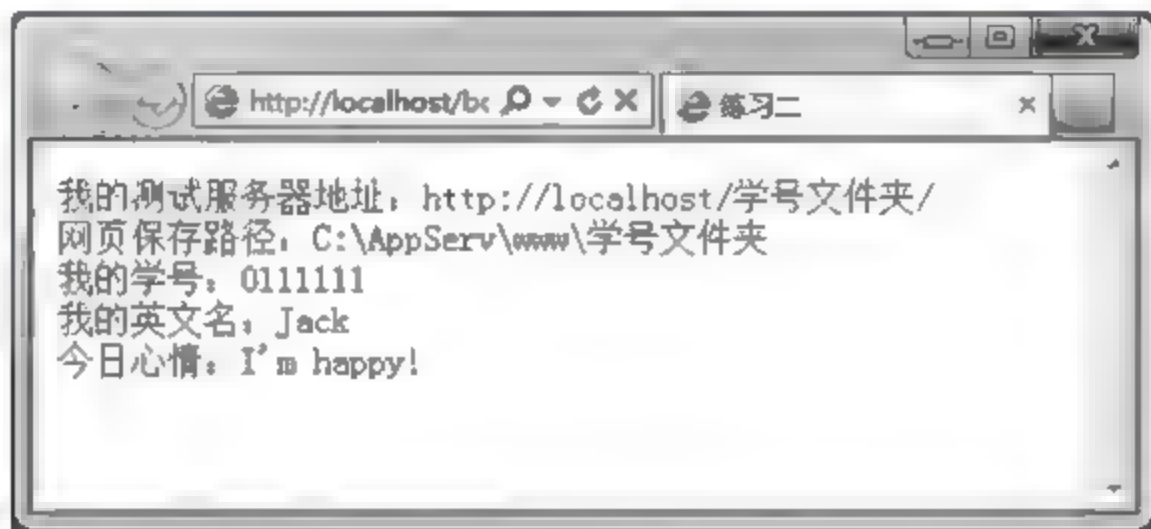 http://localhost/bc
练习二
我的测试服务器地址：http://localhost/学号文件夹/
网页保存路径：C:\AppServ\www\学号文件夹
我的学号：0111111
我的英文名：Jack
今日心情：I'm happy!